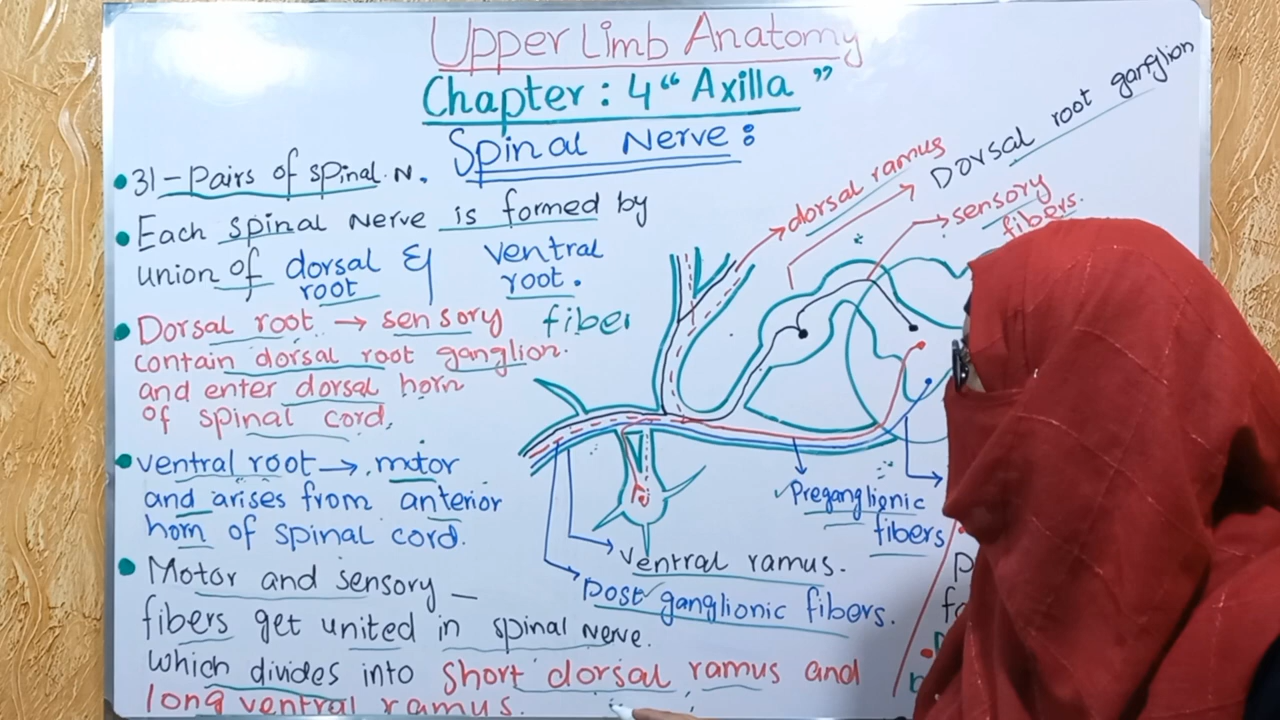 Upper Limb Anatomy
Chapter : 4 “ Axilla ”
Spinal Nerve :
• 31 - Pairs of spinal N.
• Each spinal Nerve is formed by
union of dorsal & ventral
root root.
• Dorsal root → sensory fiber
contain dorsal root ganglion.
and enter dorsal horn
of spinal cord,
• ventral root → motor
and arises from anterior
horn of spinal cord.
• Motor and sensory –
fibers get united in spinal Nerve.
which divides into short dorsal ramus and
long ventral ramus.
dorsal ramus
Dorsal root ganglion
sensory
fibers.
Preganglionic
fibers
Ventral ramus.
Post ganglionic fibers.